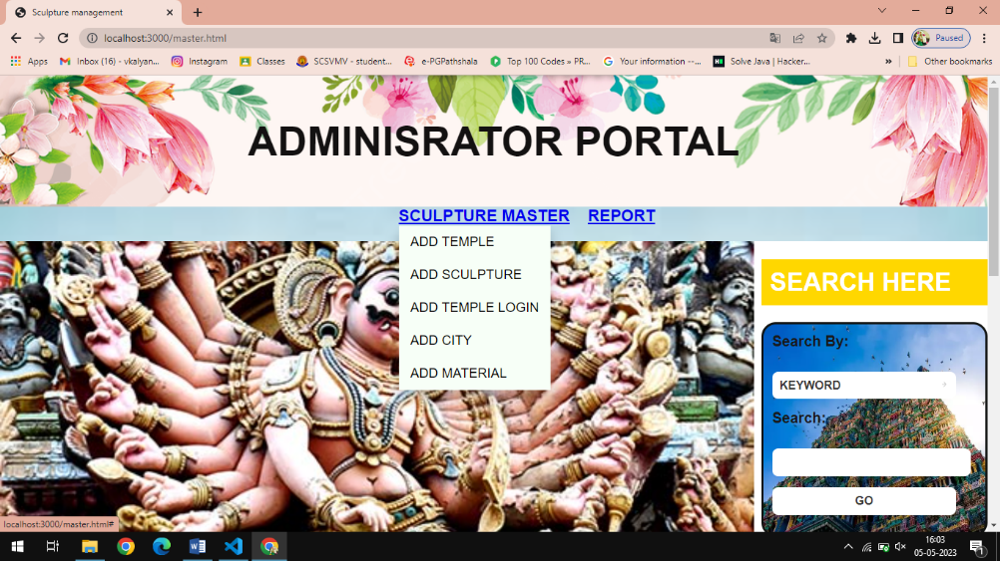 Sculpture management
localhost:3000/master.html
Paused
Apps
Inbox (16) - vkalyan...
Instagram
Classes
SCSVMV - student...
e-PGPathshala
Top 100 Codes » PR...
Your information --...
Solve Java | Hacker...
»
Other bookmarks
ADMINISRATOR PORTAL
SCULPTURE MASTER REPORT
ADD TEMPLE
ADD SCULPTURE
ADD TEMPLE LOGIN
ADD CITY
ADD MATERIAL
SEARCH HERE
Search By:
KEYWORD
Search:
GO
localhost:3000/master.html#
16:03
05-05-2023
1